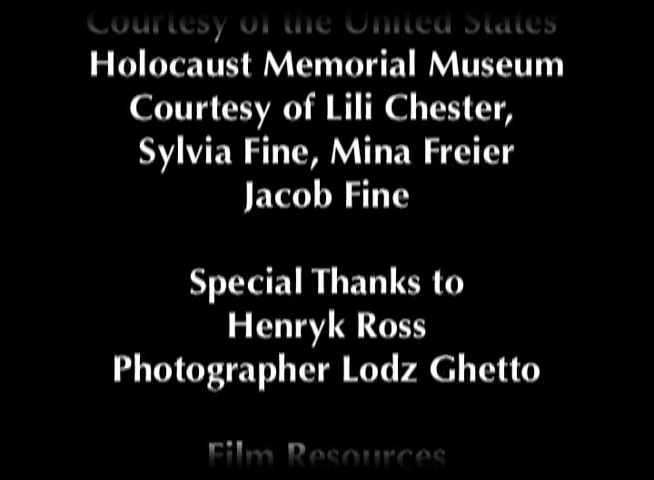 Courtesy of the United States
Holocaust Memorial Museum
Courtesy of Lili Chester,
Sylvia Fine, Mina Freier
Jacob Fine
Special Thanks to
Henryk Ross
Photographer Lodz Ghetto
Film Resources